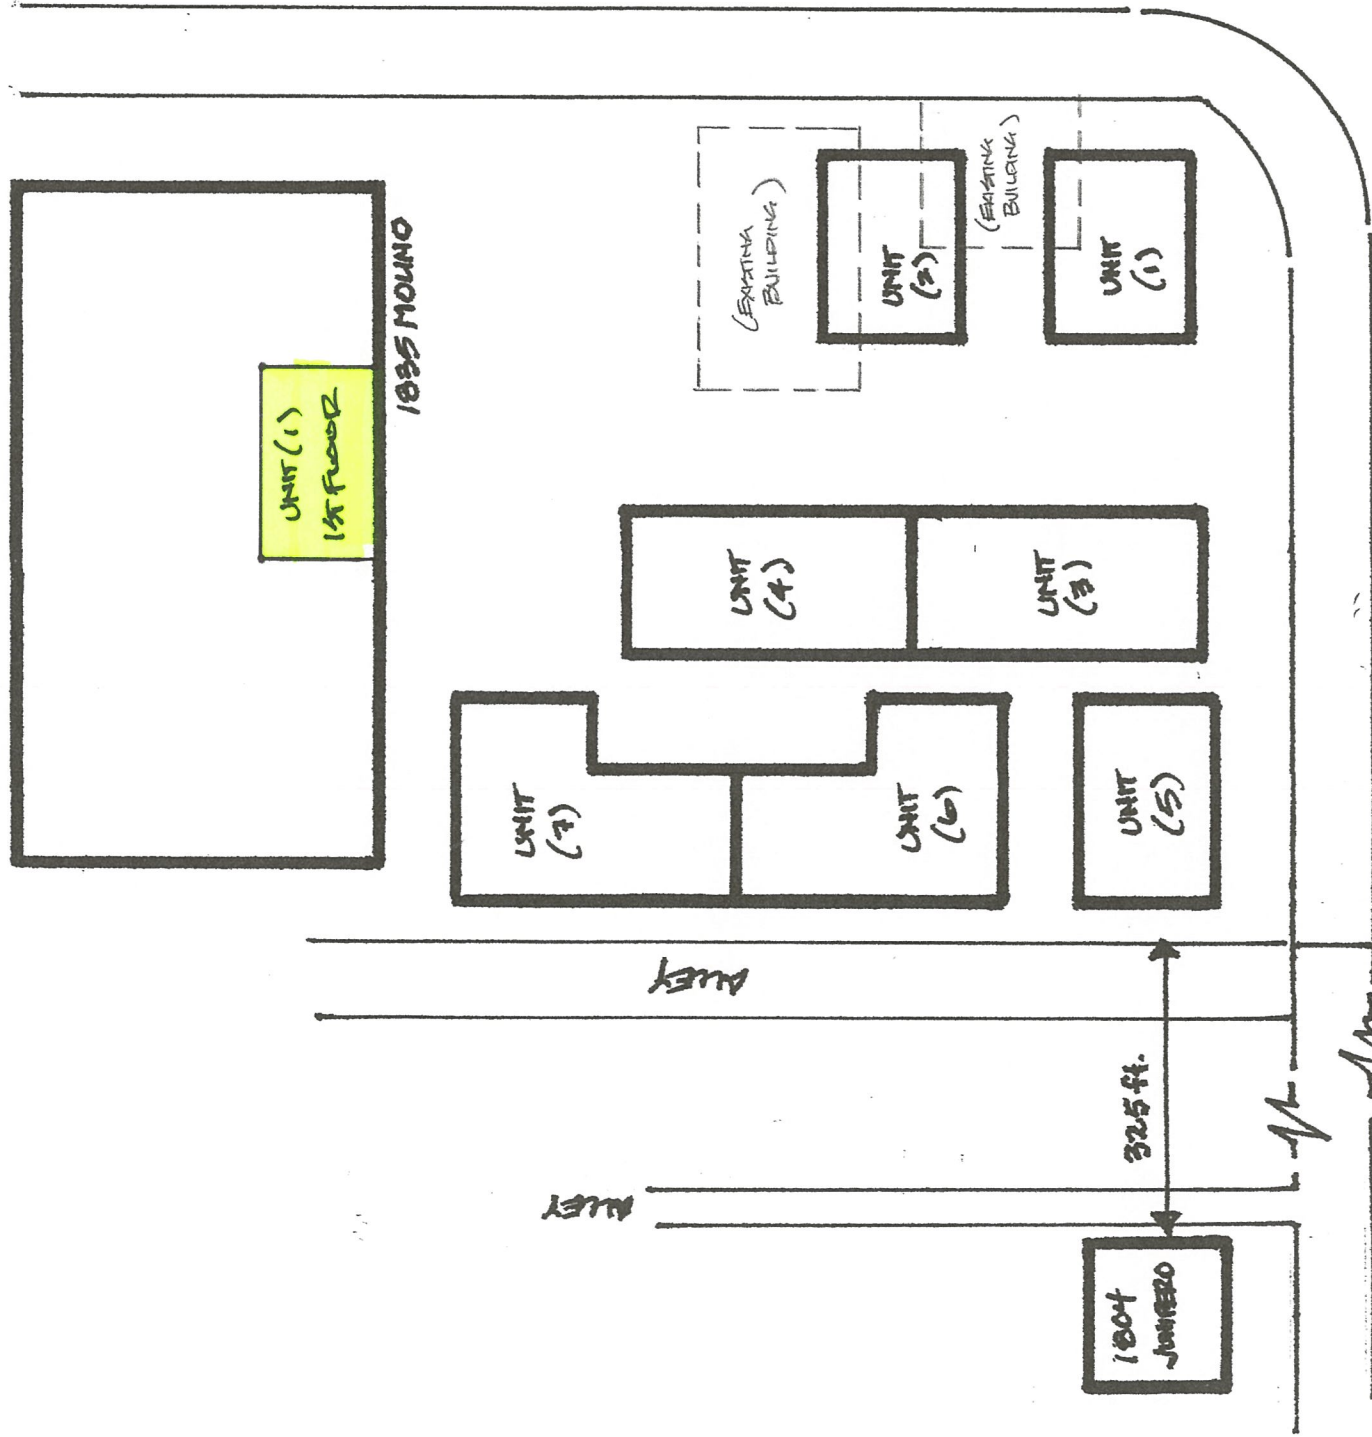 1835 MOLINO
UNIT (1)
1ST FLOOR
(EXISTING
BUILDING)
(EXISTING
BUILDING)
UNIT
(2)
UNIT
(1)
UNIT
(4)
UNIT
(3)
UNIT
(7)
UNIT
(6)
UNIT
(5)
ALLEY
ALLEY
325 ft.
1804
JUNIPERO